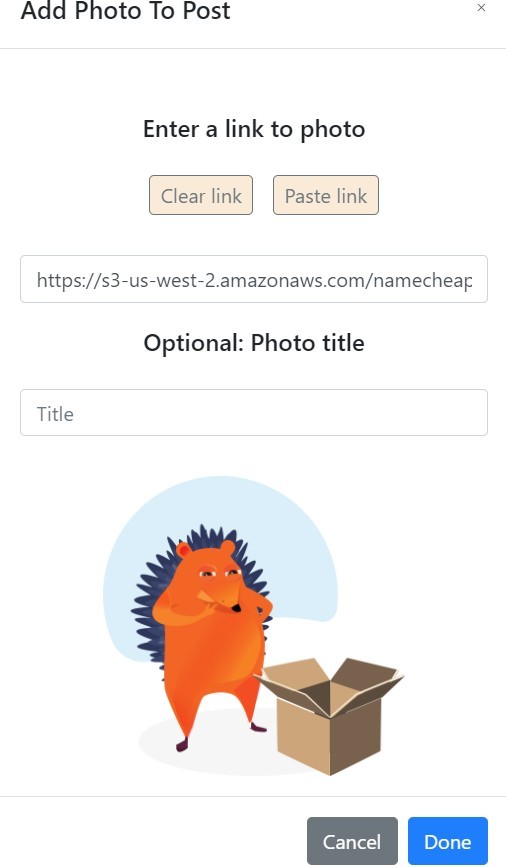 Add Photo To Post
×
Enter a link to photo
Clear link Paste link
https://s3-us-west-2.amazonaws.com/namecheap
Optional: Photo title
Title
Cancel Done